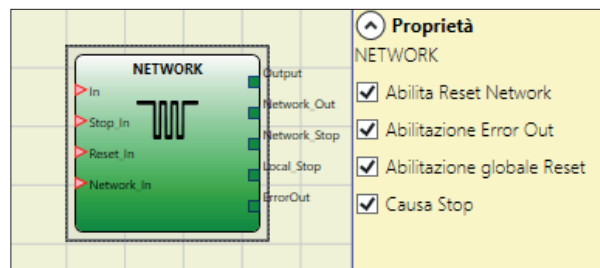 NETWORK
In
Stop_In
Reset_In
Network_In
Output
Network_Out
Network_Stop
Local_Stop
ErrorOut
Proprietà
NETWORK
Abilita Reset Network
Abilitazione Error Out
Abilitazione globale Reset
Causa Stop